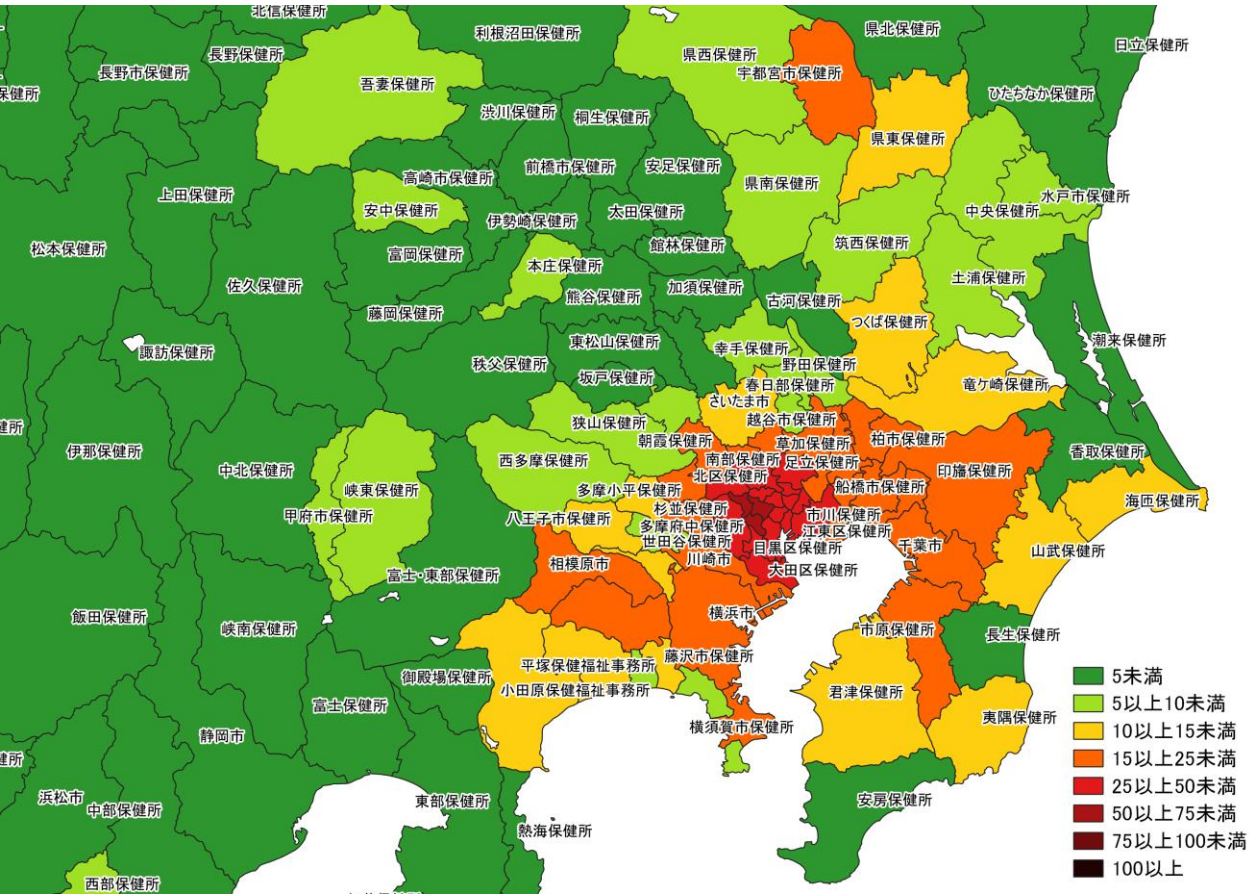 北信保健所
利根沼田保健所
県北保健所
日立保健所
長野保健所
長野市保健所
県西保健所
吾妻保健所
宇都宮市保健所
保健所
ひたちなか保健所
渋川保健所
桐生保健所
県東保健所
前橋市保健所
安足保健所
高崎市保健所
県南保健所
上田保健所
水戸市保健所
安中保健所
伊勢崎保健所
太田保健所
中央保健所
松本保健所
館林保健所
筑西保健所
富岡保健所
本庄保健所
土浦保健所
佐久保健所
加須保健所
熊谷保健所
古河保健所
藤岡保健所
つくば保健所
東松山保健所
潮来保健所
諏訪保健所
幸手保健所
秩父保健所
野田保健所
坂戸保健所
春日部保健所
竜ケ崎保健所
さいたま市
狭山保健所
越谷市保健所
朝霞保健所
草加保健所
柏市保健所
伊那保健所
香取保健所
西多摩保健所
南部保健所
足立保健所
中北保健所
印旛保健所
北区保健所
峡東保健所
多摩小平保健所
船橋市保健所
海匝保健所
杉並保健所
甲府市保健所
八王子市保健所
市川保健所
多摩府中保健所
江東区保健所
世田谷保健所
目黒区保健所
千葉市
山武保健所
川崎市
相模原市
大田区保健所
富士・東部保健所
横浜市
飯田保健所
峡南保健所
市原保健所
長生保健所
藤沢市保健所
平塚保健福祉事務所
御殿場保健所
小田原保健福祉事務所
君津保健所
富士保健所
夷隅保健所
横須賀市保健所
静岡市
浜松市
東部保健所
安房保健所
中部保健所
熱海保健所
西部保健所
5未満
5以上10未満
10以上15未満
15以上25未満
25以上50未満
50以上75未満
75以上100未満
100以上